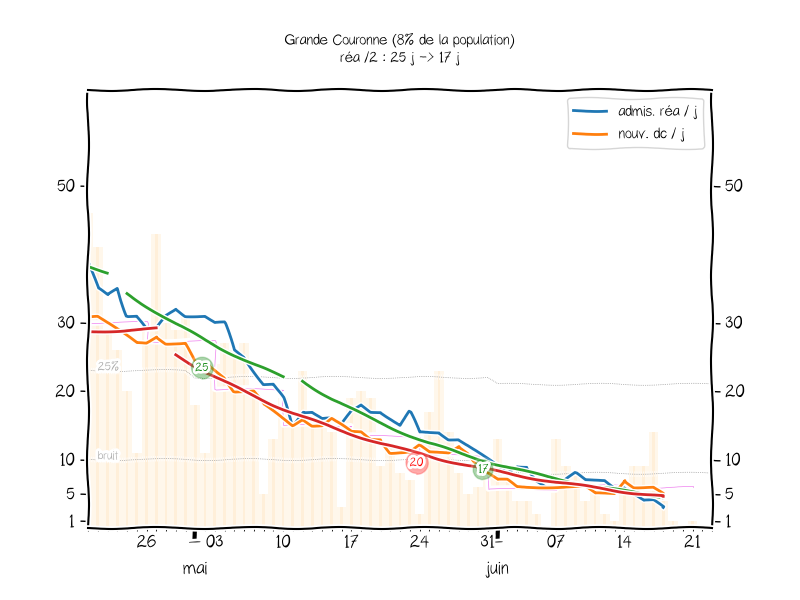 Grande Couronne (8% de la population)
réa /2 : 25 j -> 17 j
admis. réa / j
nouv. dc / j
50 50
30 30
25%
25
20 20
bruit
20
17
10 10
5 5
1 1
26 03 10 17 24 31 07 14 21
mai juin